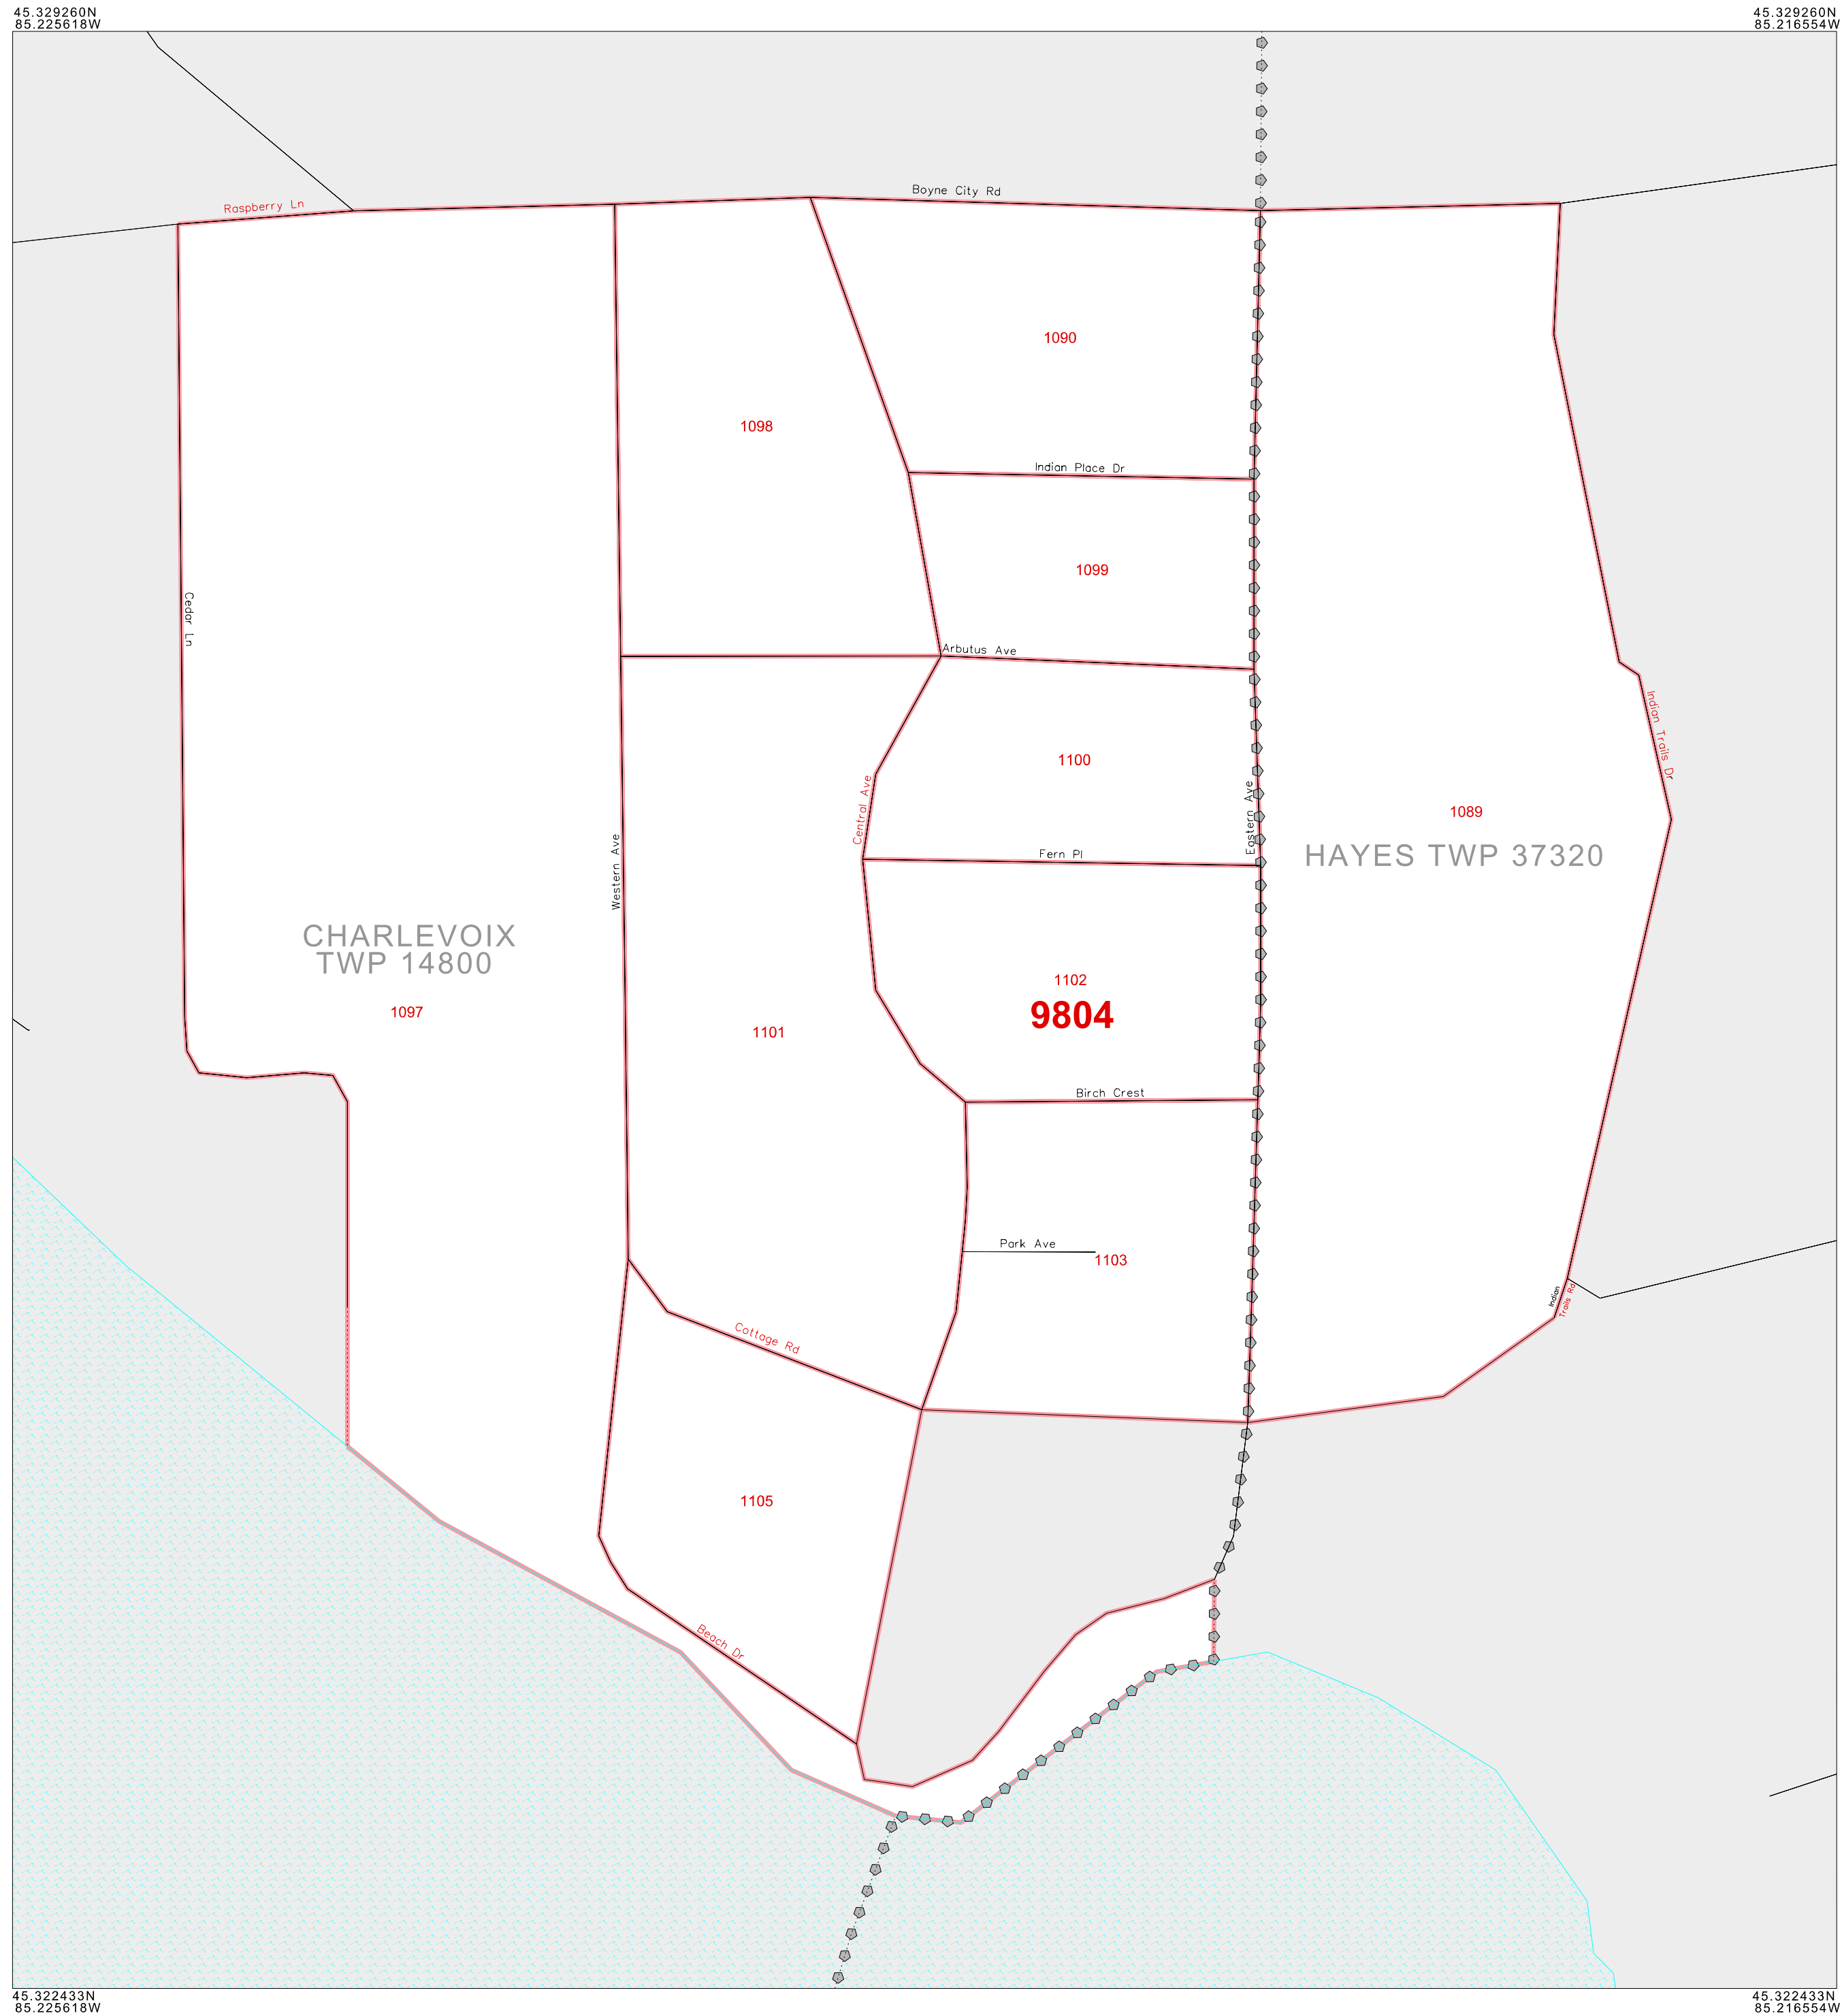 45.329260N
85.225618W
45.329260N
85.216554W
Boyne City Rd
Raspberry Ln
1090
1098
Indian Place Dr
1099
Cedar Ln
Arbutus Ave
Indian Trails Dr
1100
Central Ave
Eastern Ave
1089
Western Ave
Fern Pl
HAYES TWP 37320
CHARLEVOIX
TWP 14800
1102
1097
9804
1101
Birch Crest
Park Ave
1103
Indian
Trails Rd
Cottage Rd
1105
Beach Dr
45.322433N
85.225618W
45.322433N
85.216554W